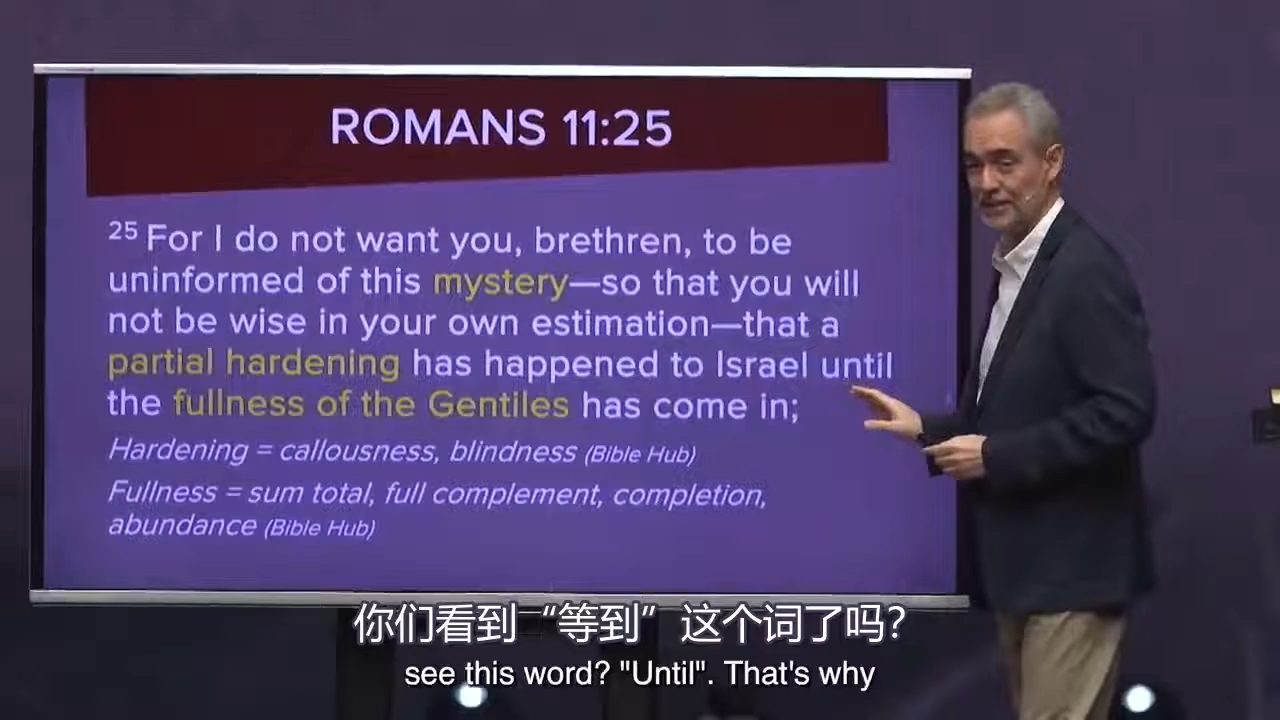 ROMANS 11:25
25 For I do not want you, brethren, to be
uninformed of this mystery—so that you will
not be wise in your own estimation—that a
partial hardening has happened to Israel until
the fullness of the Gentiles has come in;
Hardening = callousness, blindness (Bible Hub)
Fullness = sum total, full complement, completion,
abundance (Bible Hub)
你们看到“等到”这个词了吗?
see this word? "Until". That's why